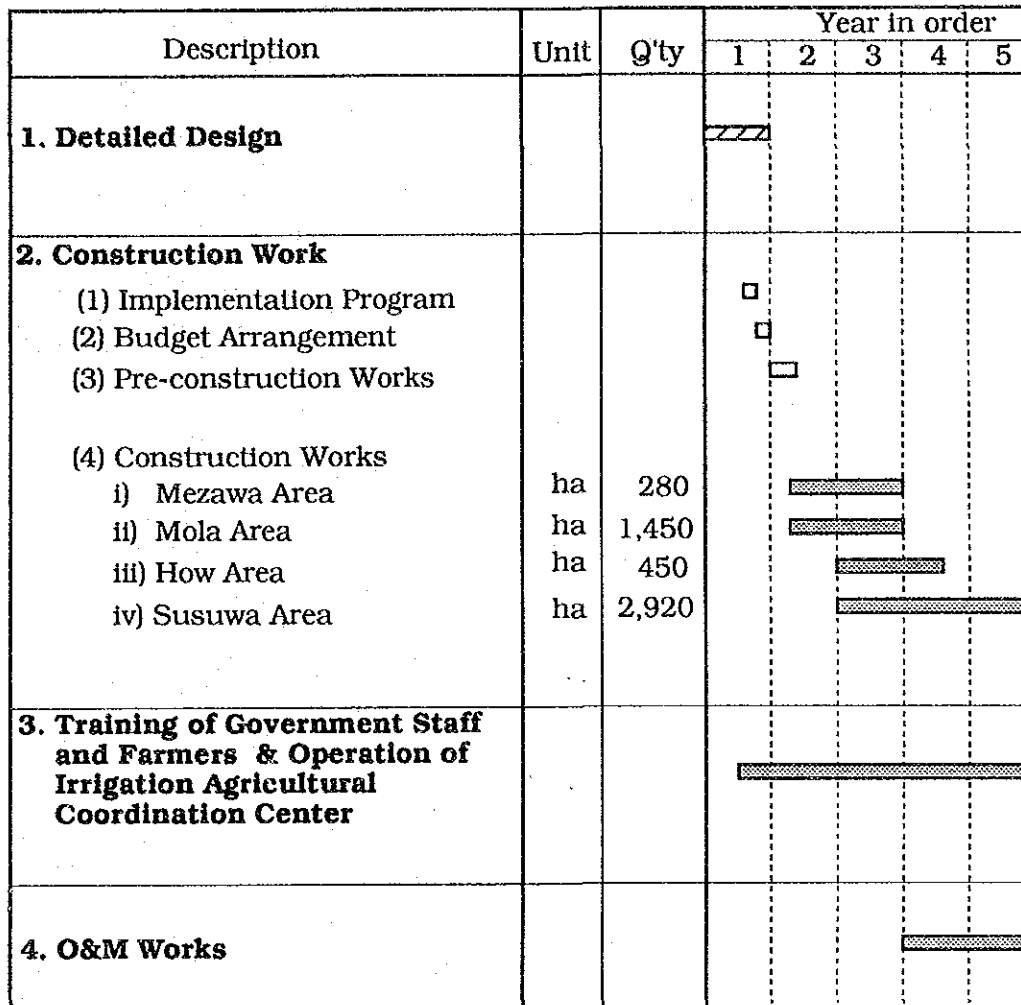 Description Unit Q'ty Year in order
1 2 3 4 5
1. Detailed Design
2. Construction Work
(1) Implementation Program
(2) Budget Arrangement
(3) Pre-construction Works
(4) Construction Works
i) Mezawa Area ha 280
ii) Mola Area ha 1,450
iii) How Area ha 450
iv) Susuwa Area ha 2,920
3. Training of Government Staff
and Farmers & Operation of
Irrigation Agricultural
Coordination Center
4. O&M Works